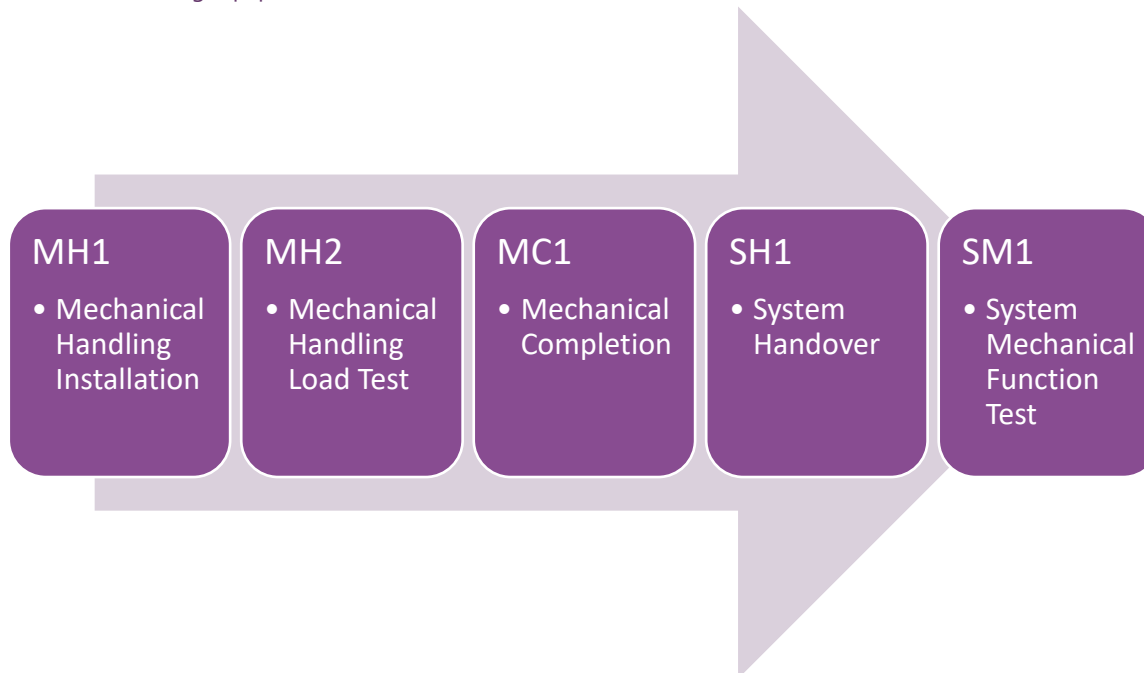 MH1
• Mechanical
Handling
Installation
MH2
• Mechanical
Handling
Load Test
MC1
• Mechanical
Completion
SH1
• System
Handover
SM1
• System
Mechanical
Function
Test